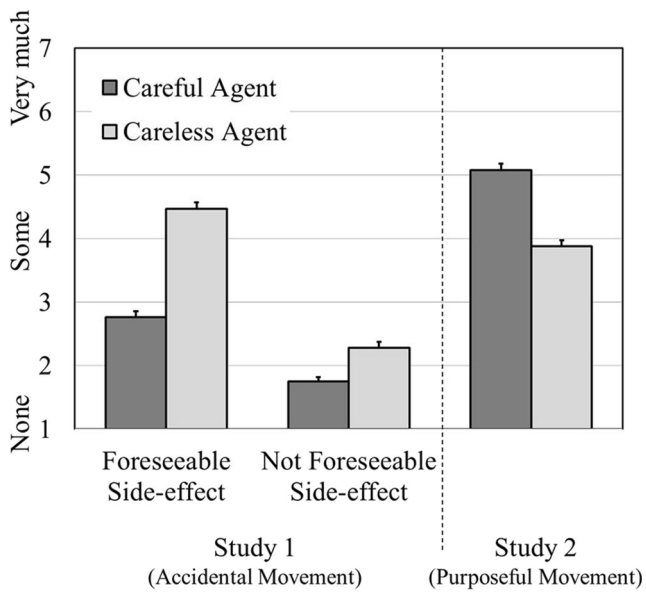 Very much
Some
None
7
6
5
4
3
2
1
Careful Agent
Careless Agent
Foreseeable
Side-effect
Not Foreseeable
Side-effect
Study 1
(Accidental Movement)
Study 2
(Purposeful Movement)